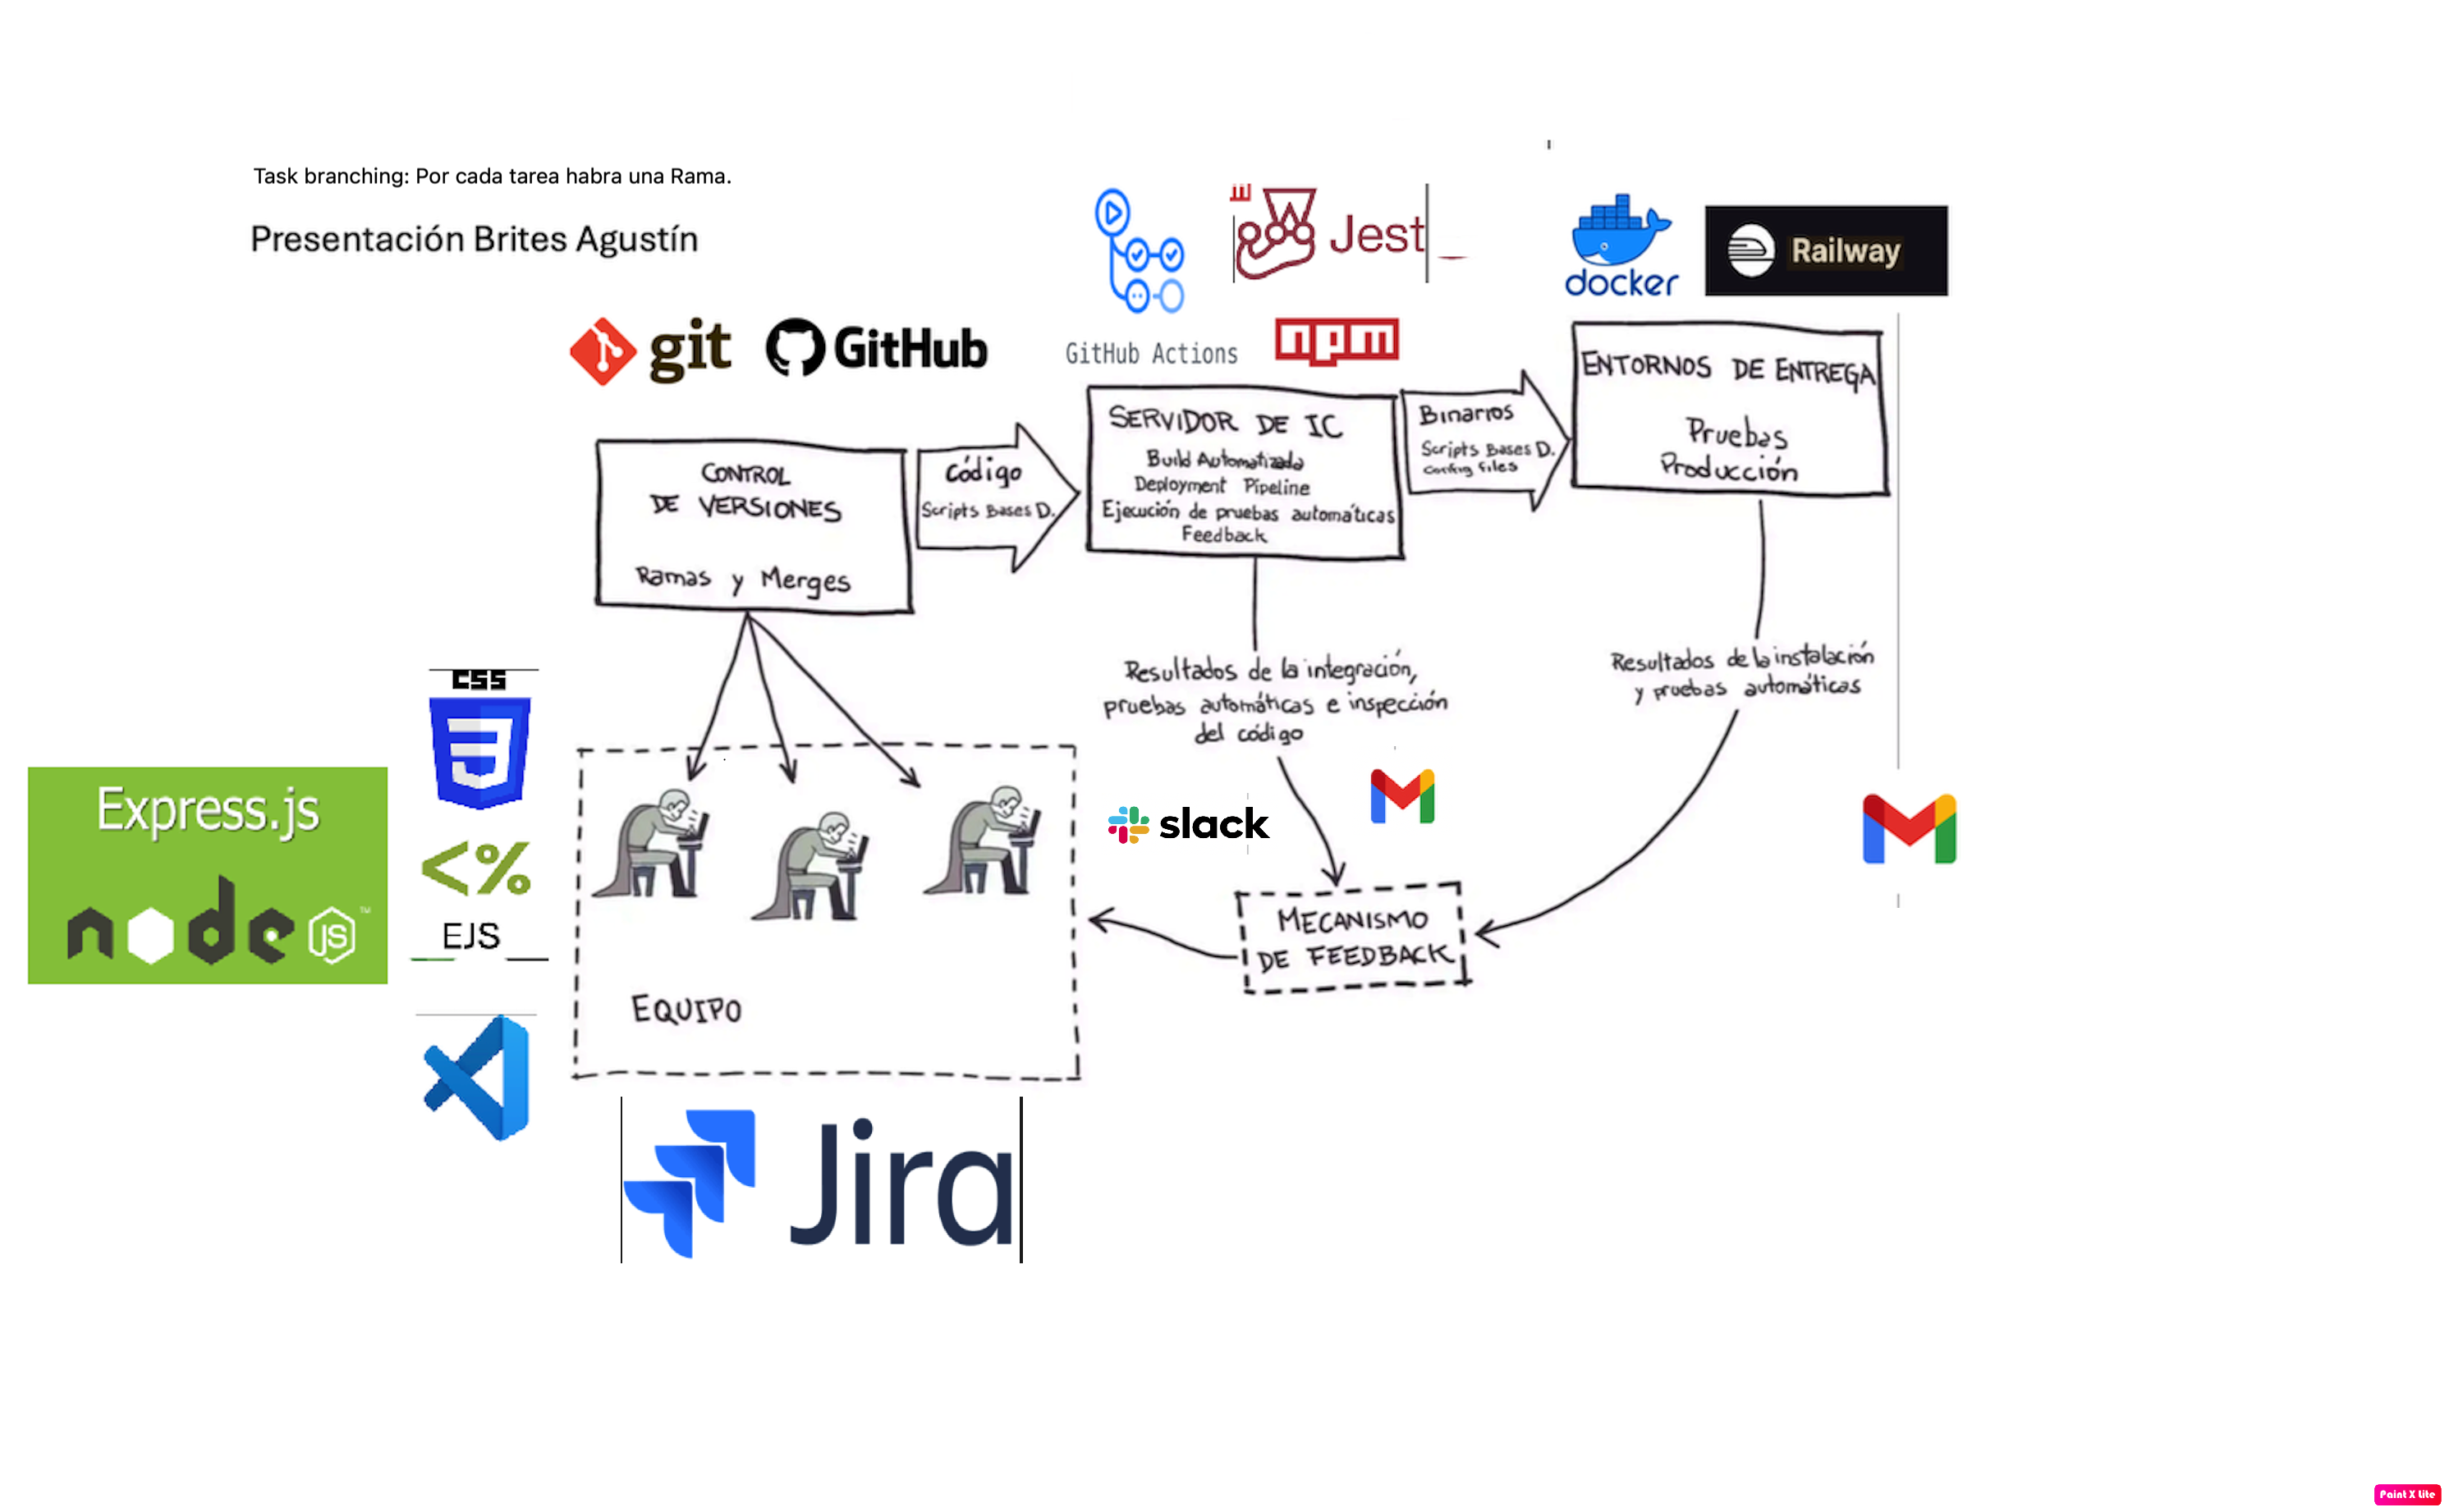 Task branching: Por cada tarea habra una Rama.
Presentación Brites Agustín
git
GitHub
GitHub Actions
Jest
npm
docker
Railway
CONTROL
DE VERSIONES
Ramas y Merges
Código
Scripts Bases D.
SERVIDOR DE IC
Build Automatizada
Deployment Pipeline
Ejecución de pruebas automáticas
Feedback
Binarios
Scripts Bases D.
Config files
ENTORNOS DE ENTREGA
Pruebas
Producción
Resultados de la integración,
pruebas automáticas e inspección
del código
Resultados de la instalación
y pruebas automáticas
CSS
3
Express.js
node
JS
TM
<%
EJS
slack
MECANISMO
DE FEEDBACK
EQUIPO
Jira
Paint X Lite